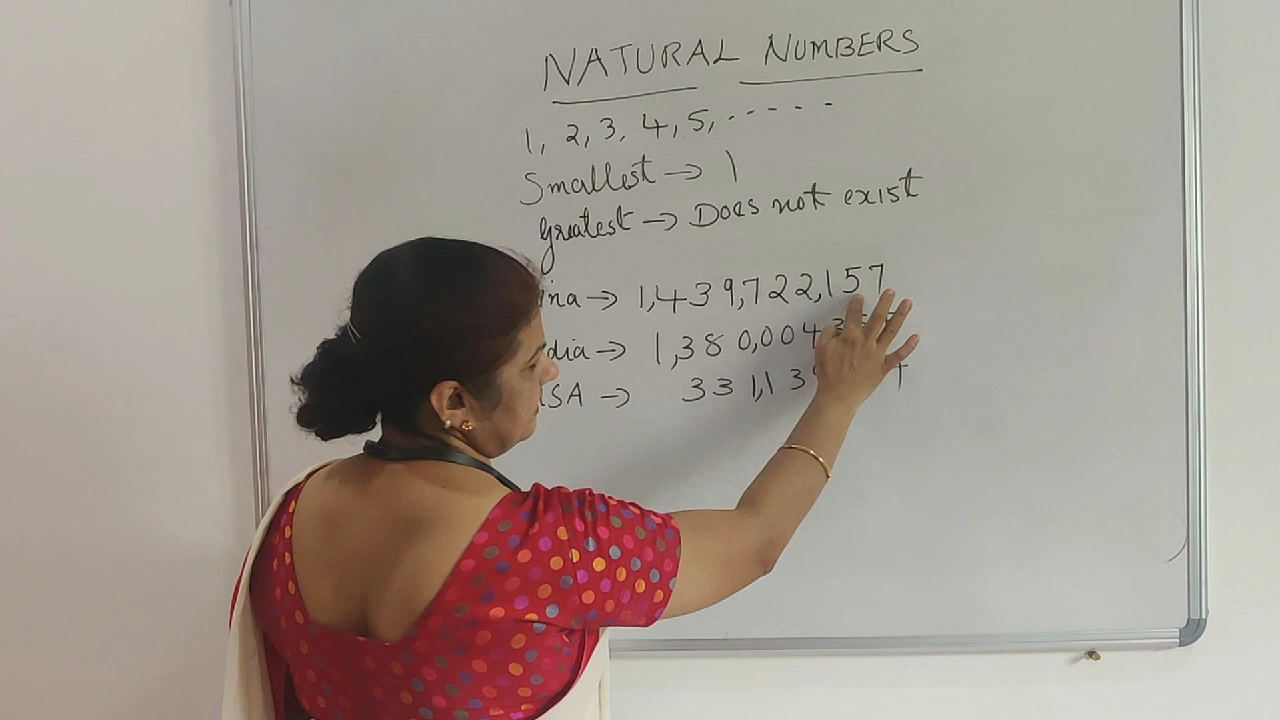 NATURAL NUMBERS
1, 2, 3, 4, 5, - - - - - -
Smallest → 1
Greatest → Does not exist
ina → 1,439,722,157
dia → 1,380,004
SA → 331,13